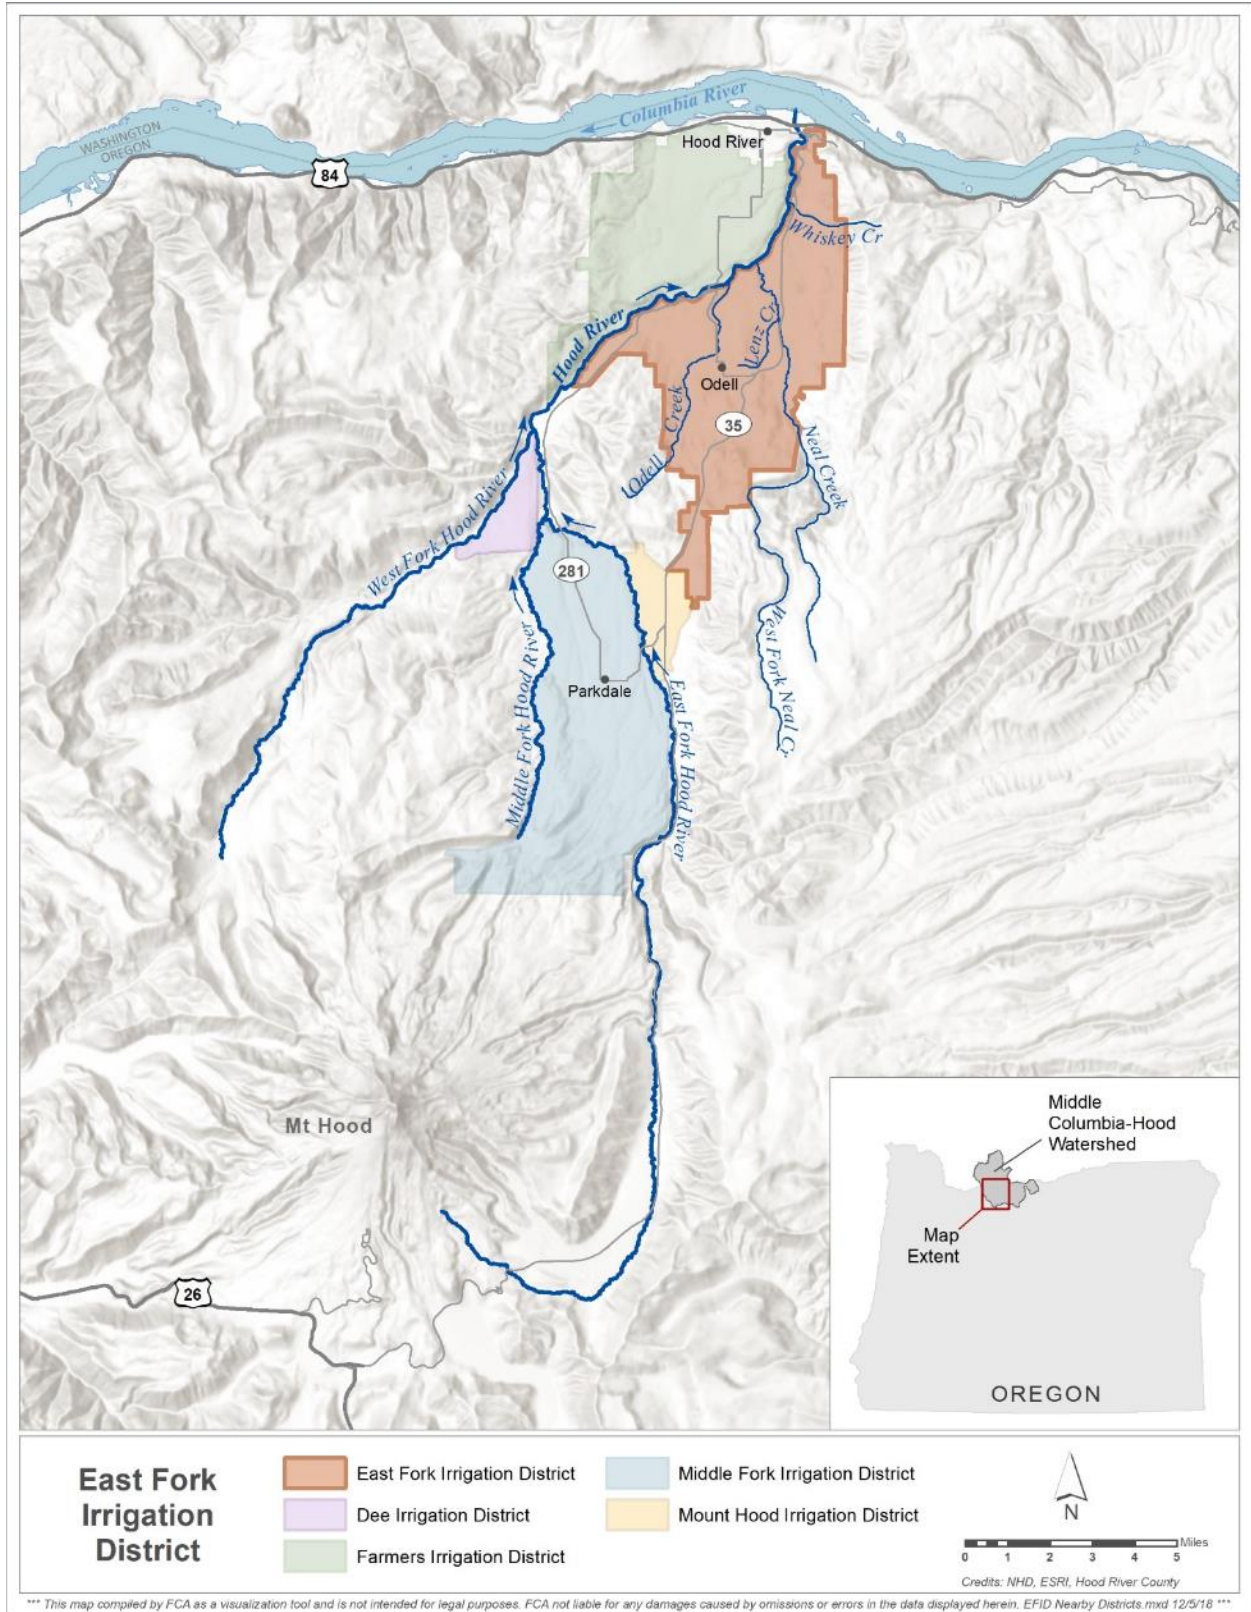 Columbia River
WASHINGTON
OREGON
Hood River
84
Whiskey Cr
Hood River
Lenz Cr
Odell
Odell Creek
35
Neal Creek
West Fork Hood River
281
West Fork Neal Cr
Middle Fork Hood River
Parkdale
East Fork Hood River
Mt Hood
26
Middle
Columbia-Hood
Watershed
Map
Extent
OREGON
East Fork
Irrigation
District
East Fork Irrigation District
Dee Irrigation District
Farmers Irrigation District
Middle Fork Irrigation District
Mount Hood Irrigation District
N
Miles
0 1 2 3 4 5
Credits: NHD, ESRI, Hood River County
*** This map compiled by FCA as a visualization tool and is not intended for legal purposes. FCA not liable for any damages caused by omissions or errors in the data displayed herein. EFID Nearby Districts.mxd 12/5/18 ***